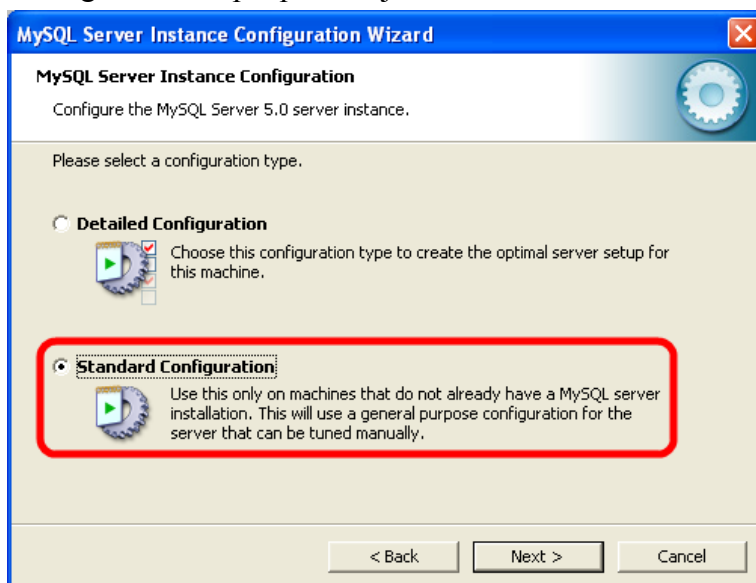 MySQL Server Instance Configuration Wizard
MySQL Server Instance Configuration
Configure the MySQL Server 5.0 server instance.
Please select a configuration type.
Detailed Configuration
Choose this configuration type to create the optimal server setup for
this machine.
Standard Configuration
Use this only on machines that do not already have a MySQL server
installation. This will use a general purpose configuration for the
server that can be tuned manually.
< Back Next > Cancel